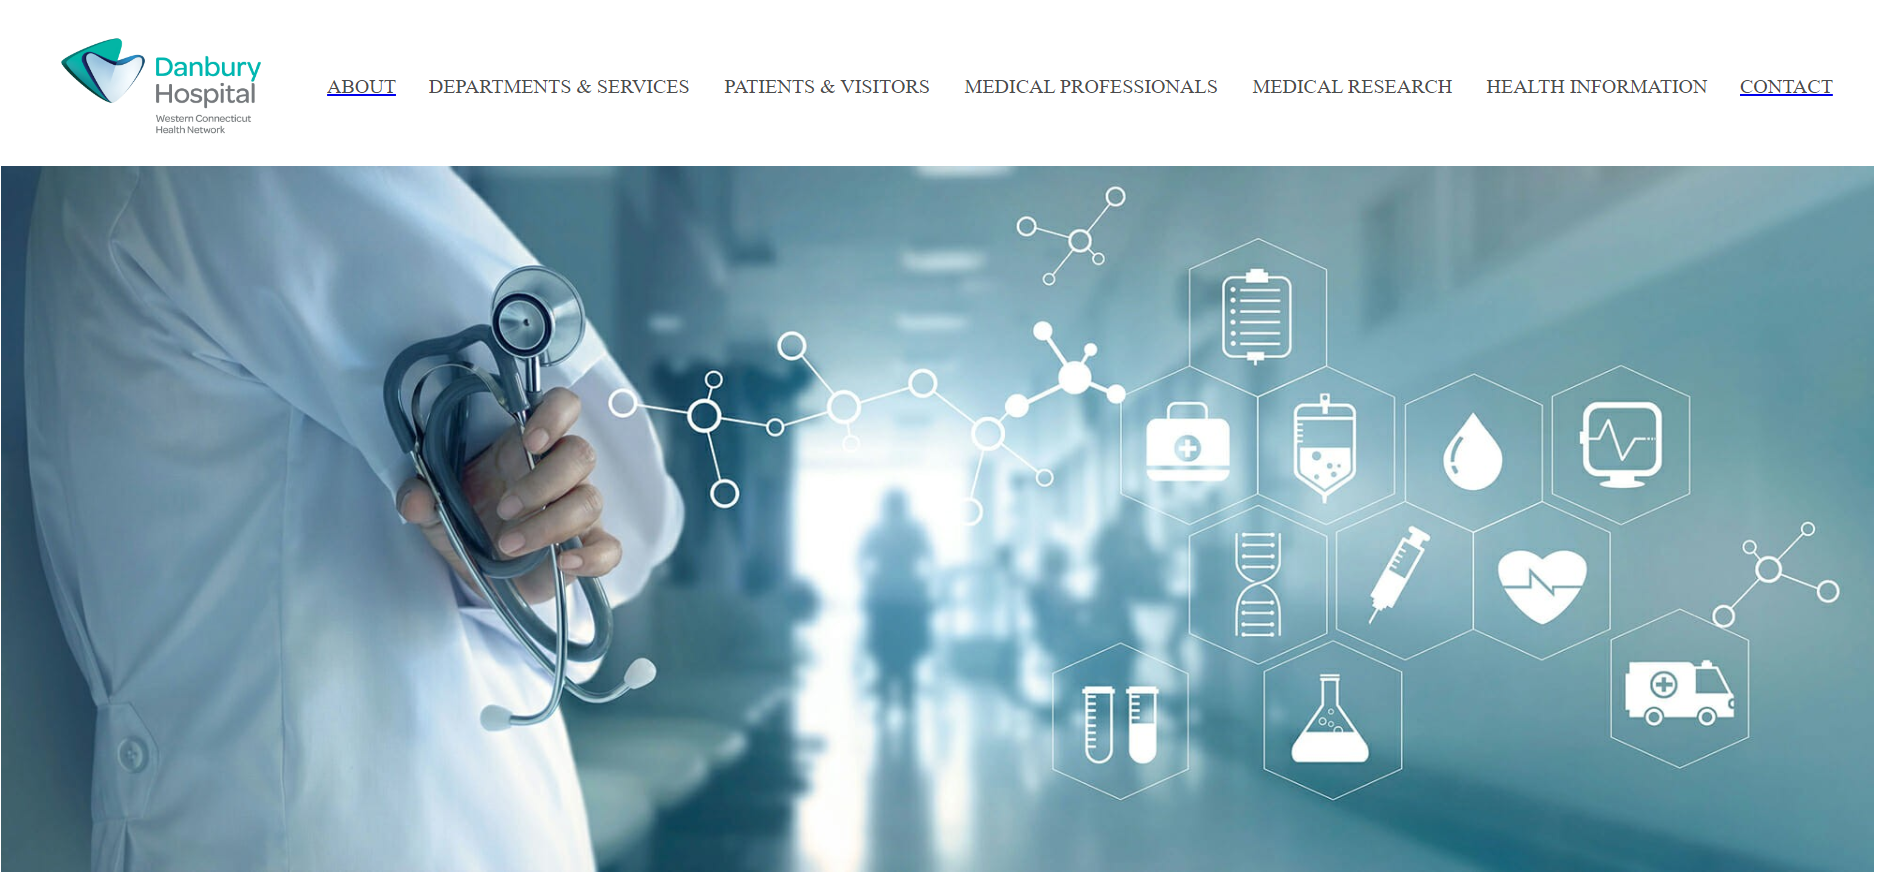 Danbury
Hospital
Western Connecticut
Health Network
ABOUT DEPARTMENTS & SERVICES PATIENTS & VISITORS MEDICAL PROFESSIONALS MEDICAL RESEARCH HEALTH INFORMATION CONTACT